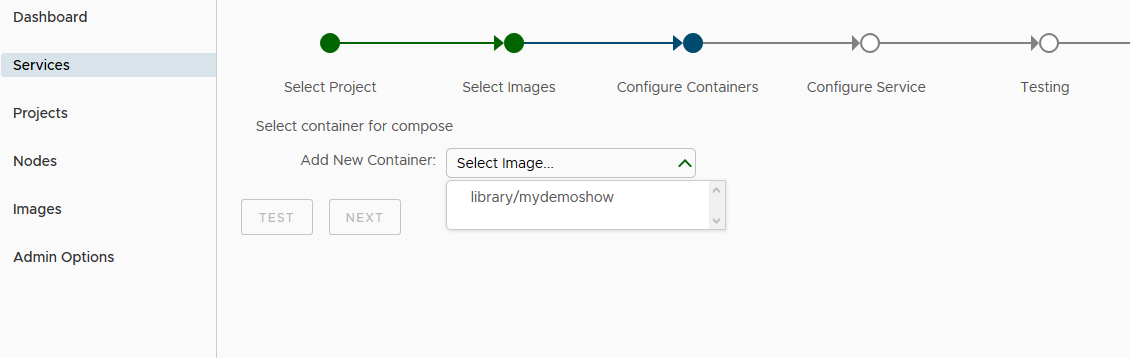 Dashboard
Services
Projects
Nodes
Images
Admin Options
Select Project
Select Images
Configure Containers
Configure Service
Testing
Select container for compose
Add New Container:
Select Image...
library/mydemoshow
TEST
NEXT